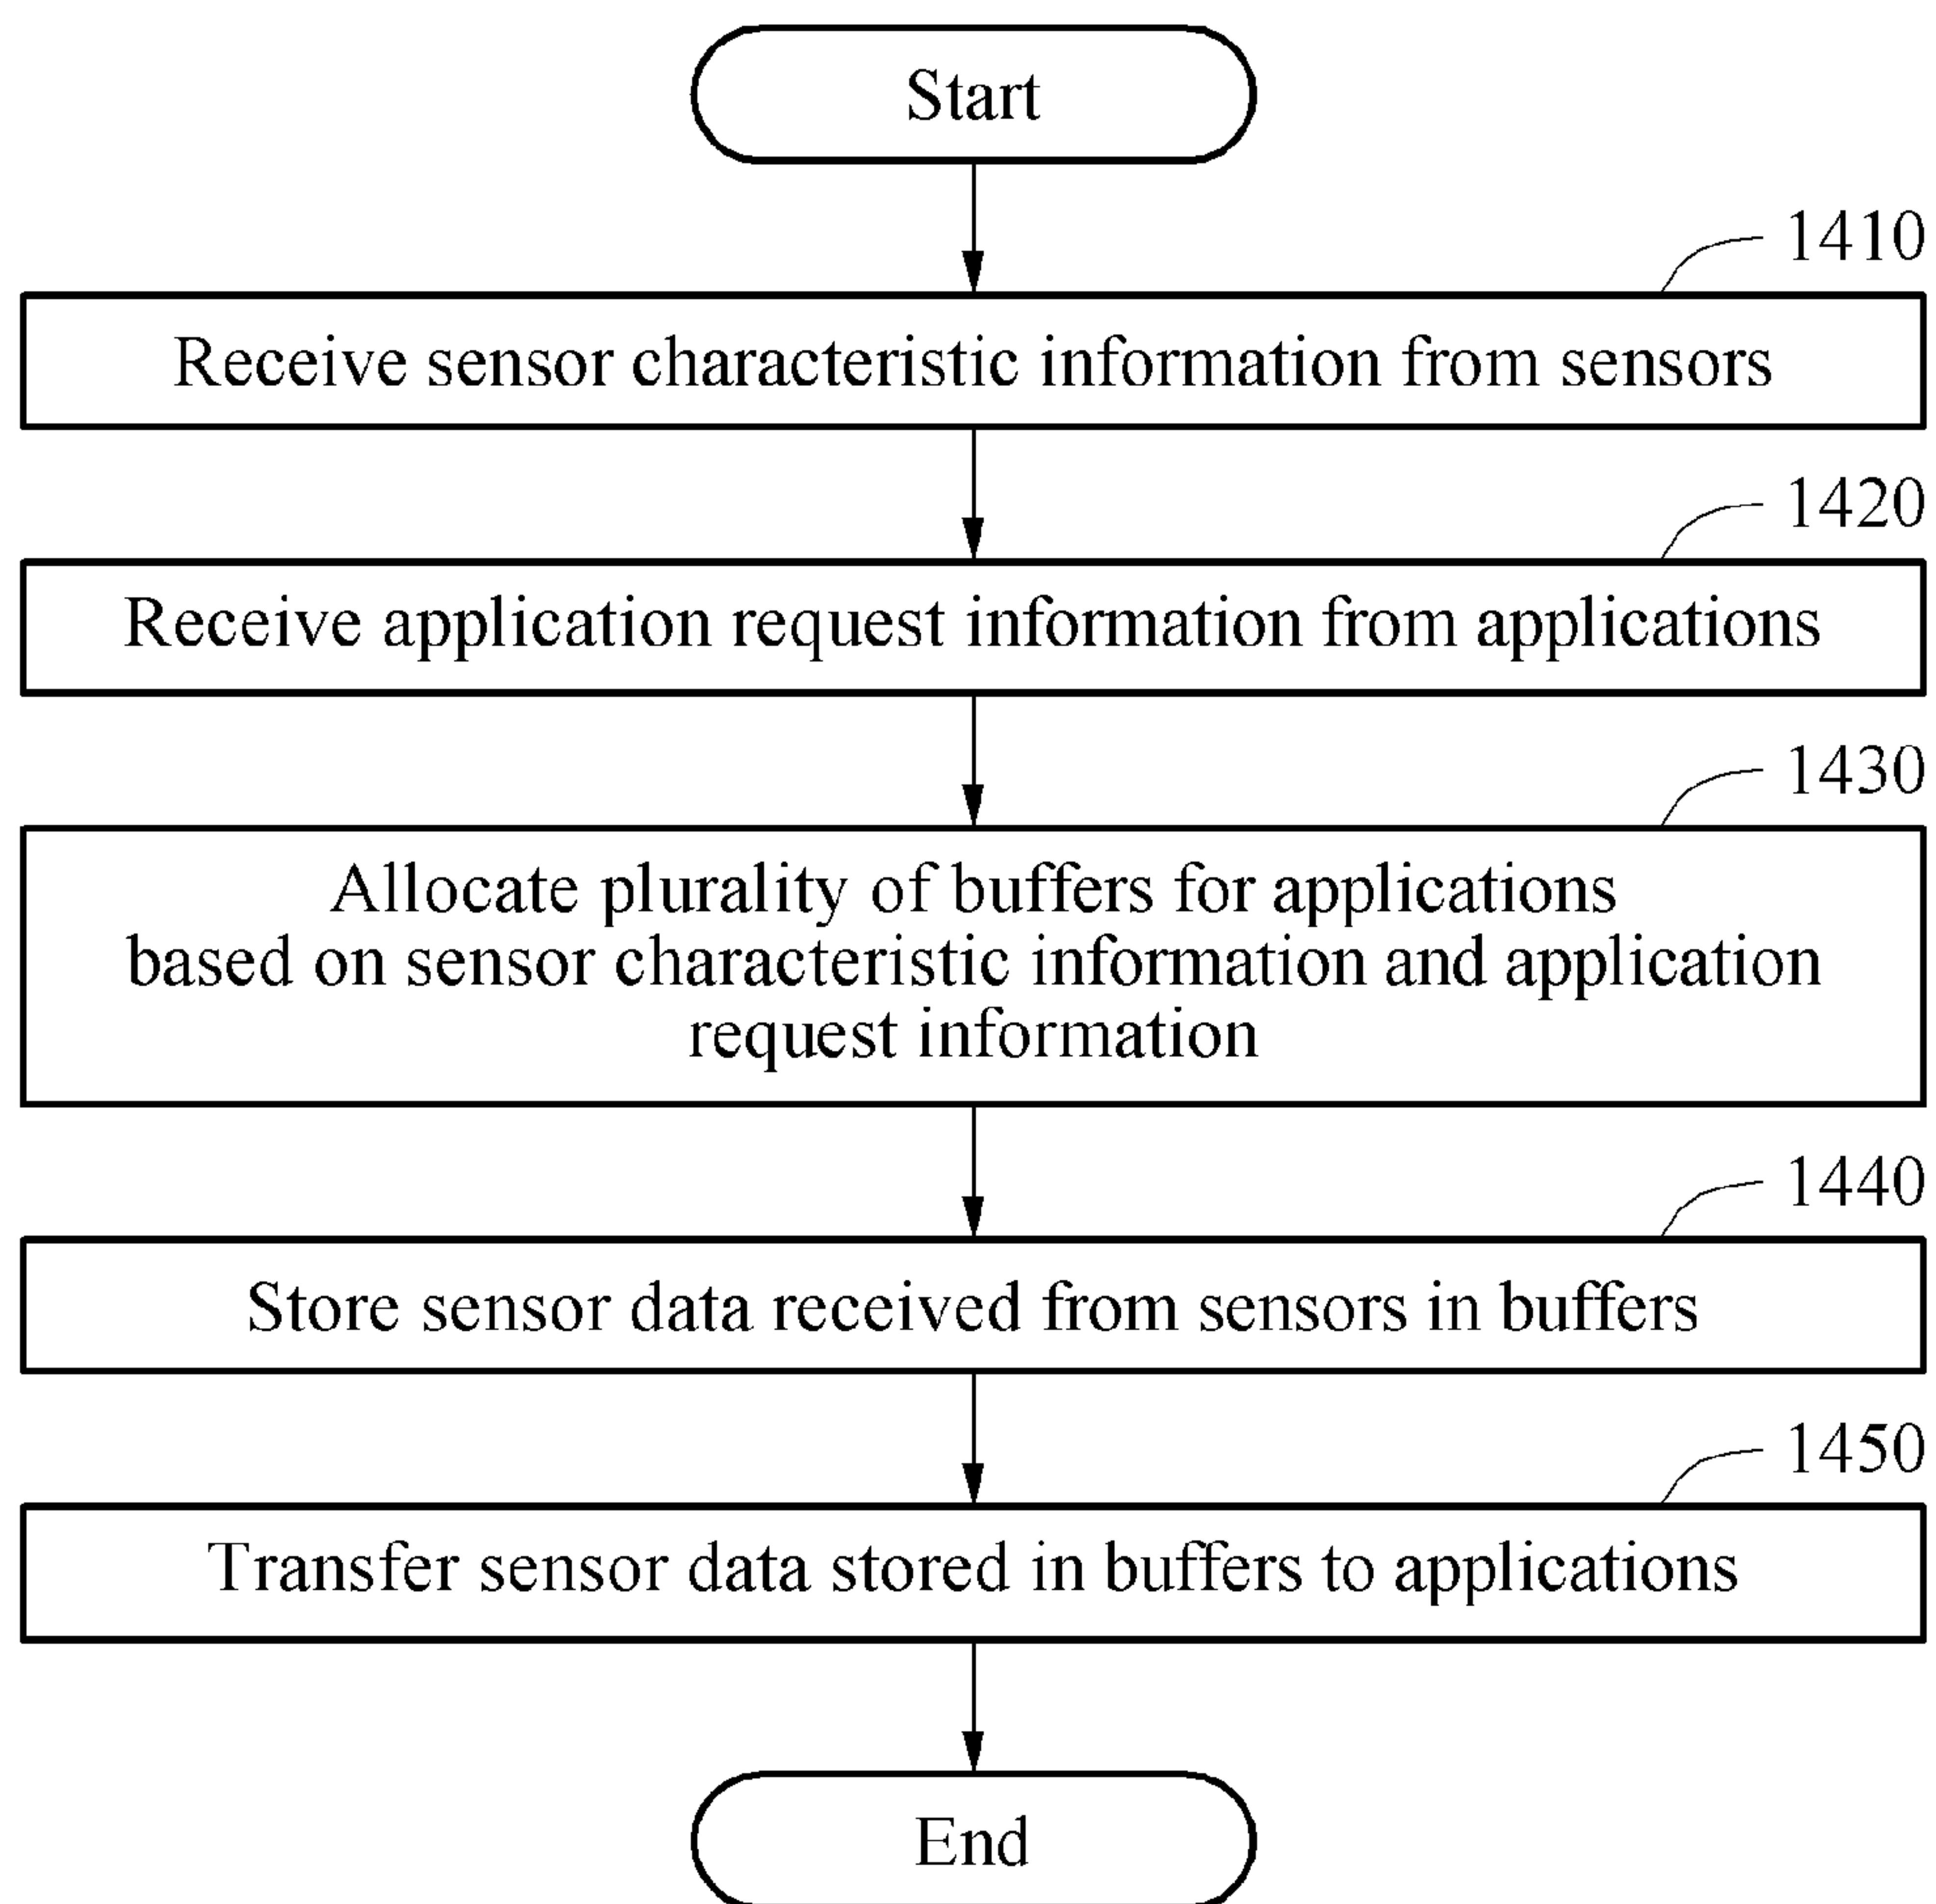 Start
1410
Receive sensor characteristic information from sensors
1420
Receive application request information from applications
1430
Allocate plurality of buffers for applications
based on sensor characteristic information and application
request information
1440
Store sensor data received from sensors in buffers
1450
Transfer sensor data stored in buffers to applications
End